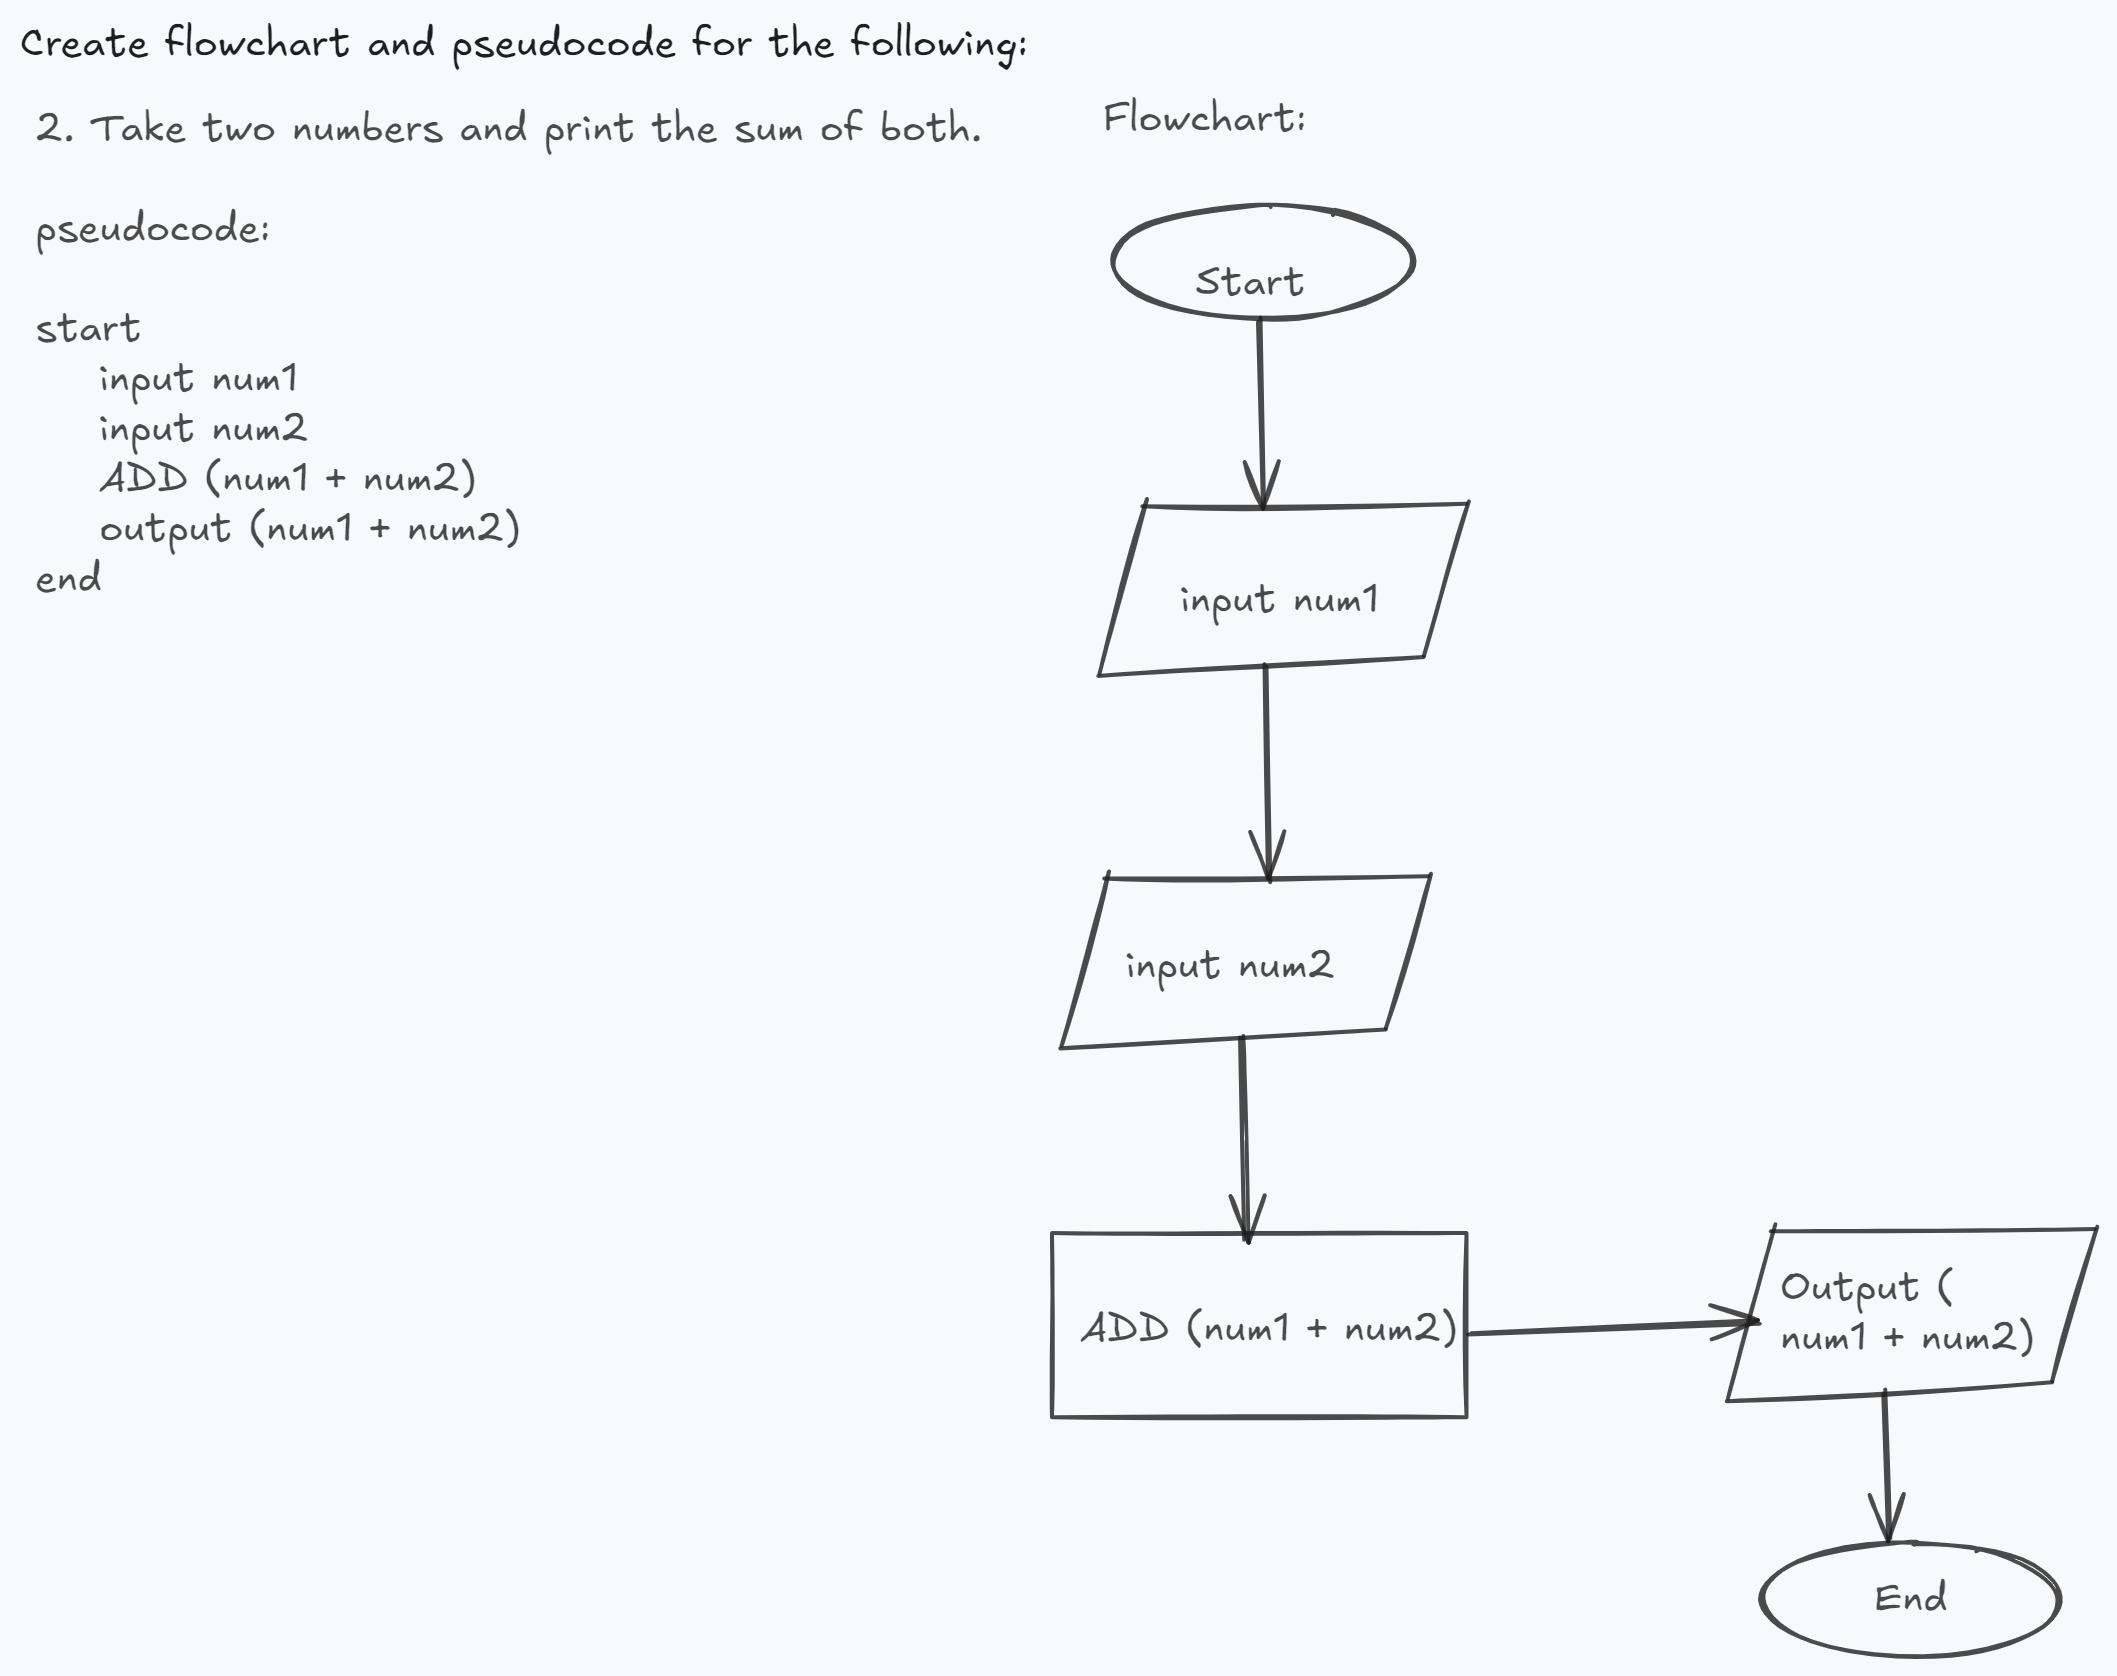 Create flowchart and pseudocode for the following:
2. Take two numbers and print the sum of both.
pseudocode:
start
input num1
input num2
ADD (num1 + num2)
output (num1 + num2)
end
Flowchart:
Start
input num1
input num2
ADD (num1 + num2)
Output (
num1 + num2)
End